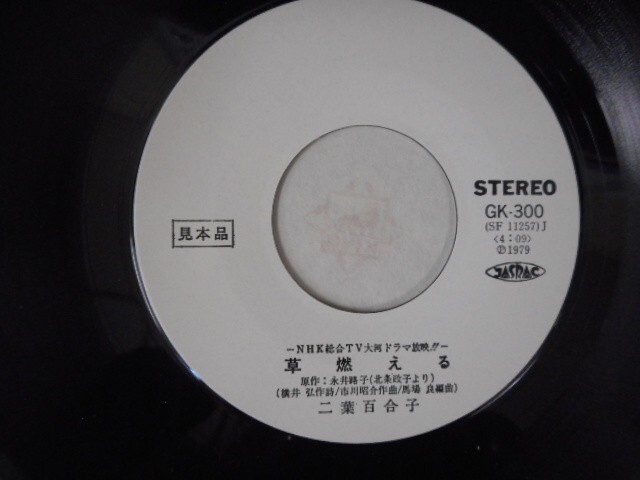 STEREO
GK-300
(SF 11257) J
<4:09>
Ⓟ1979
JASRAC
見本品
－NHK総合TV大河ドラマ放映!!－
草燃える
原作：永井路子(北条政子より)
(横井 弘作詩/市川昭介作曲/馬場 良編曲)
二葉百合子